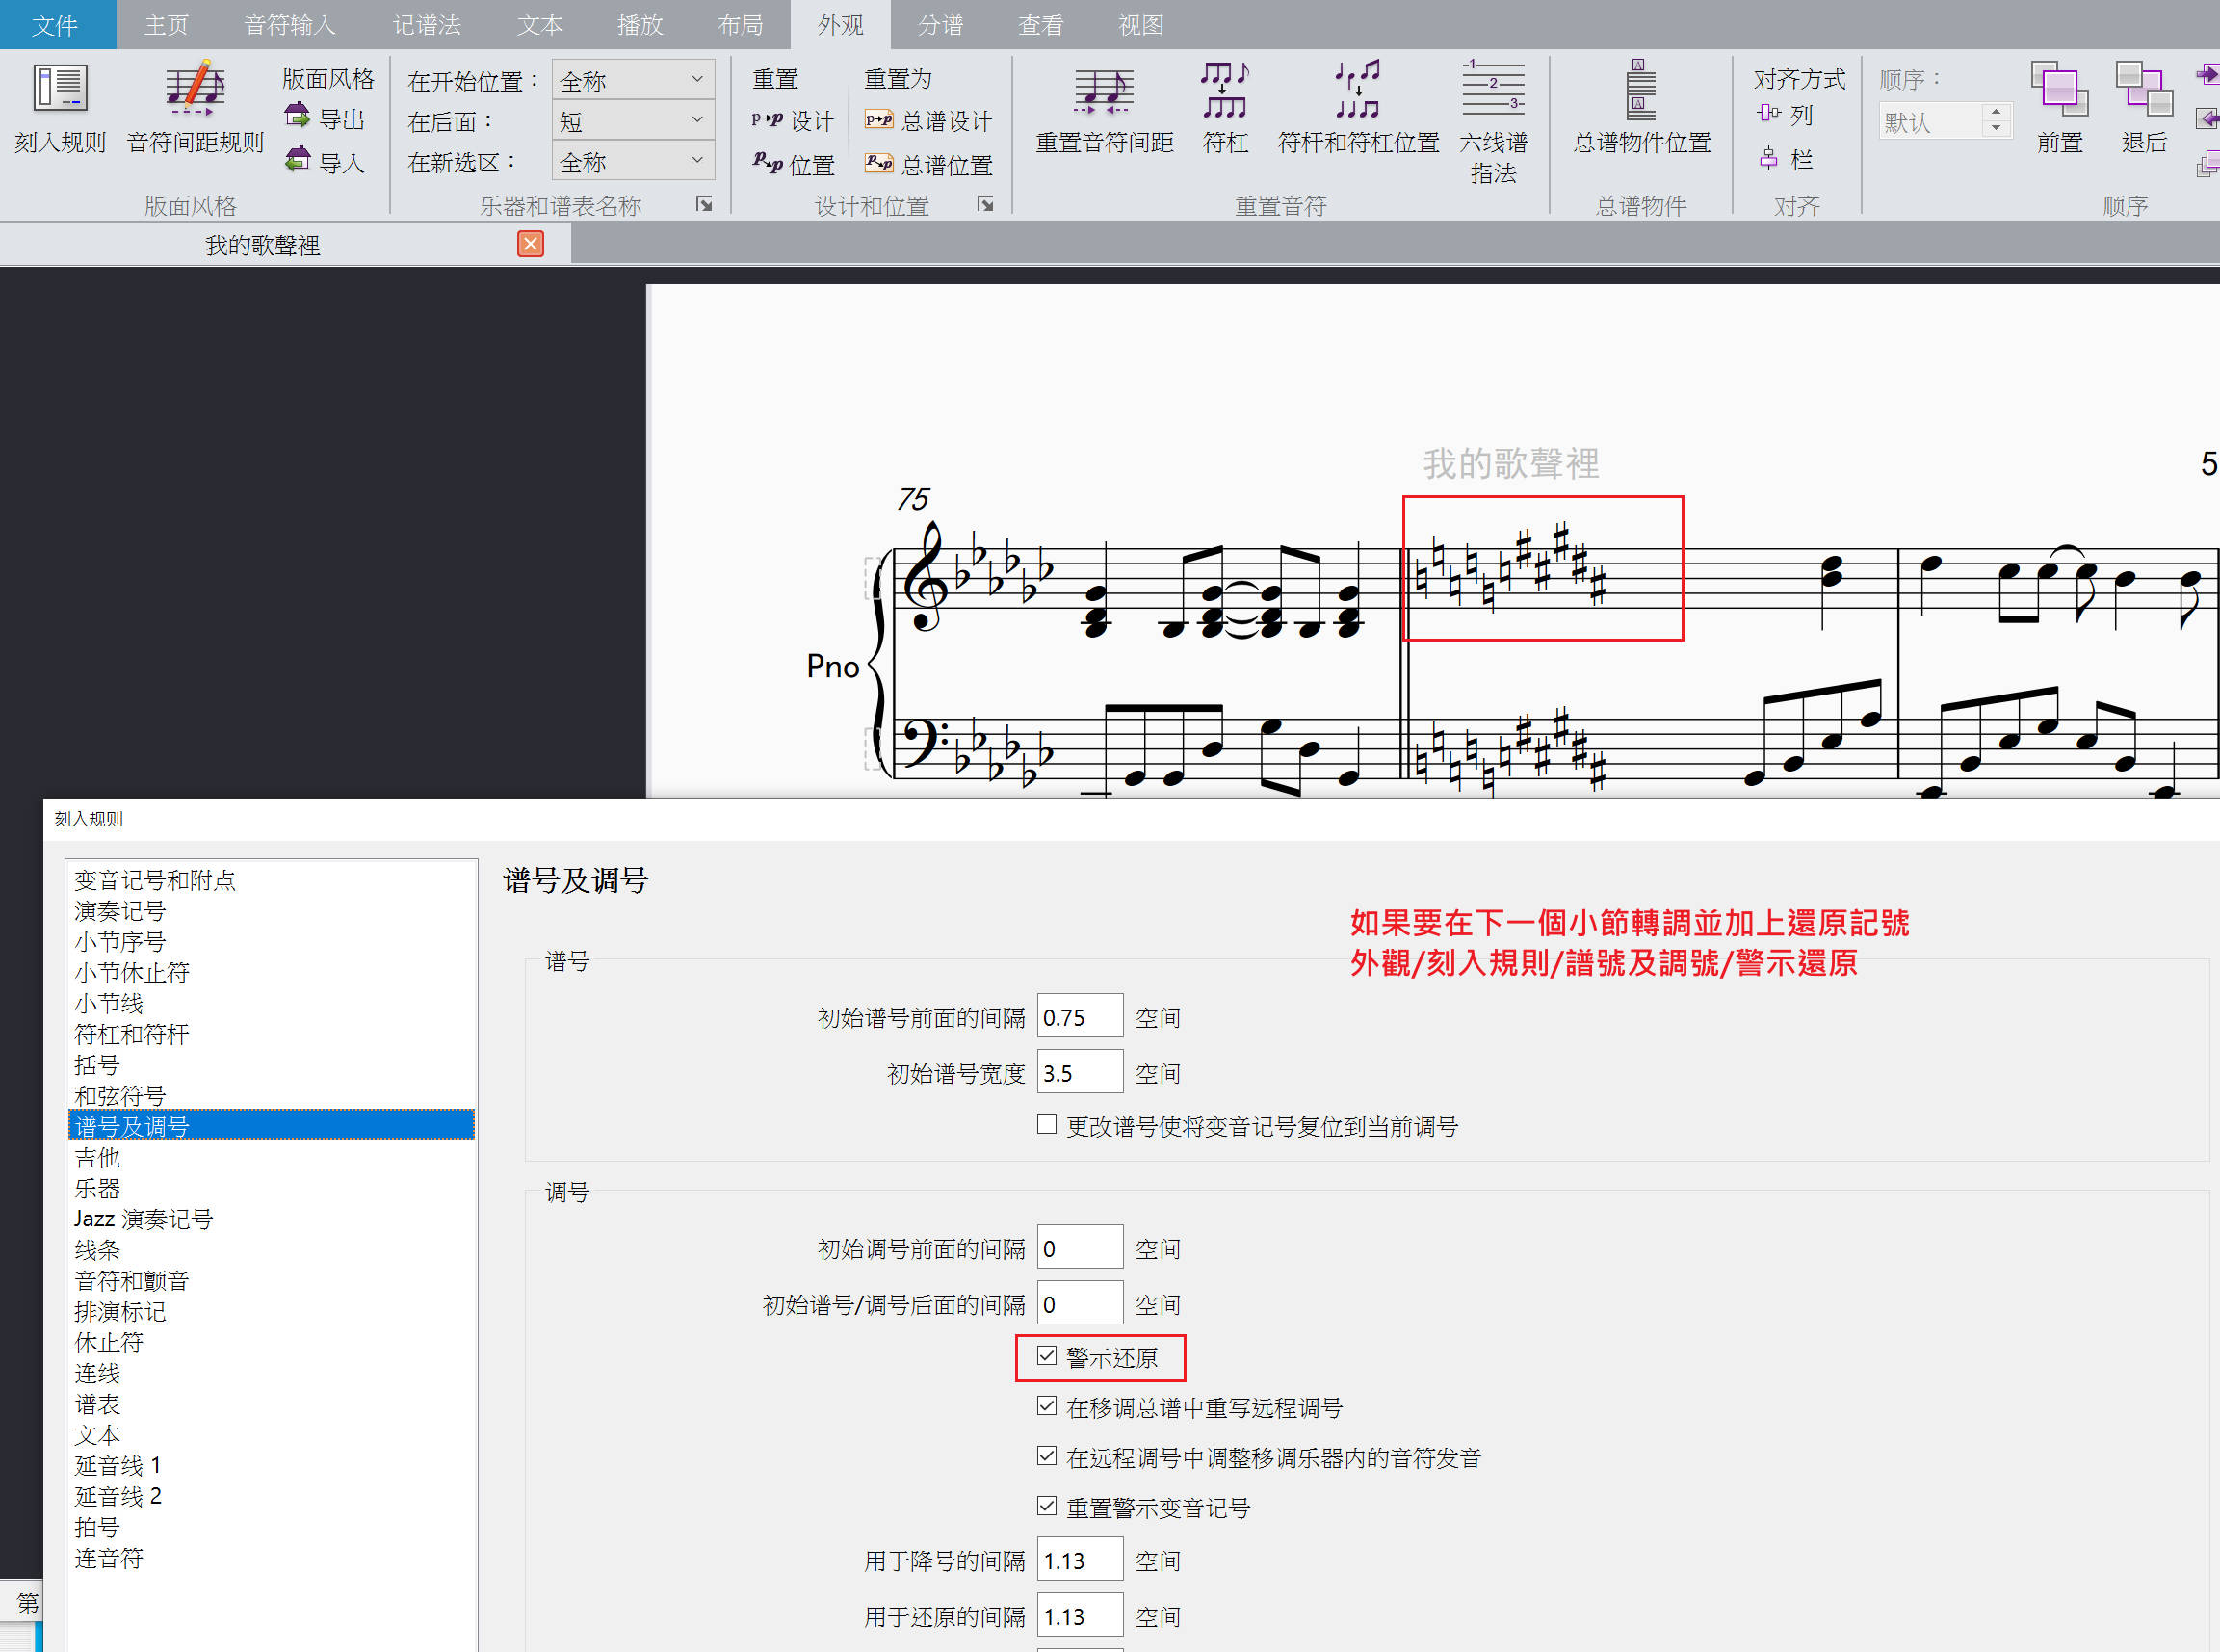 文件 主页 音符输入 记谱法 文本 播放 布局 外观 分谱 查看 视图
刻入规则 音符间距规则 版面风格 导出 导入
在开始位置： 全称
在后面： 短
在新选区： 全称
重置 设计 位置
重置为 总谱设计 总谱位置
重置音符间距 符杠 符杆和符杠位置 六线谱 指法
总谱物件位置
对齐方式 列 栏
顺序： 默认 前置 退后
版面风格 乐器和谱表名称 设计和位置 重置音符 总谱物件 对齐 顺序
我的歌聲裡
我的歌聲裡
5
75
Pno
刻入规则
变音记号和附点
演奏记号
小节序号
小节休止符
小节线
符杠和符杆
括号
和弦符号
谱号及调号
吉他
乐器
Jazz 演奏记号
线条
音符和颤音
排演标记
休止符
连线
谱表
文本
延音线 1
延音线 2
拍号
连音符
谱号及调号
如果要在下一個小節轉調並加上還原記號
外觀/刻入規則/譜號及調號/警示還原
谱号
初始谱号前面的间隔 0.75 空间
初始谱号宽度 3.5 空间
更改谱号使将变音记号复位到当前调号
调号
初始调号前面的间隔 0 空间
初始谱号/调号后面的间隔 0 空间
警示还原
在移调总谱中重写远程调号
在远程调号中调整移调乐器内的音符发音
重置警示变音记号
用于降号的间隔 1.13 空间
用于还原的间隔 1.13 空间
第